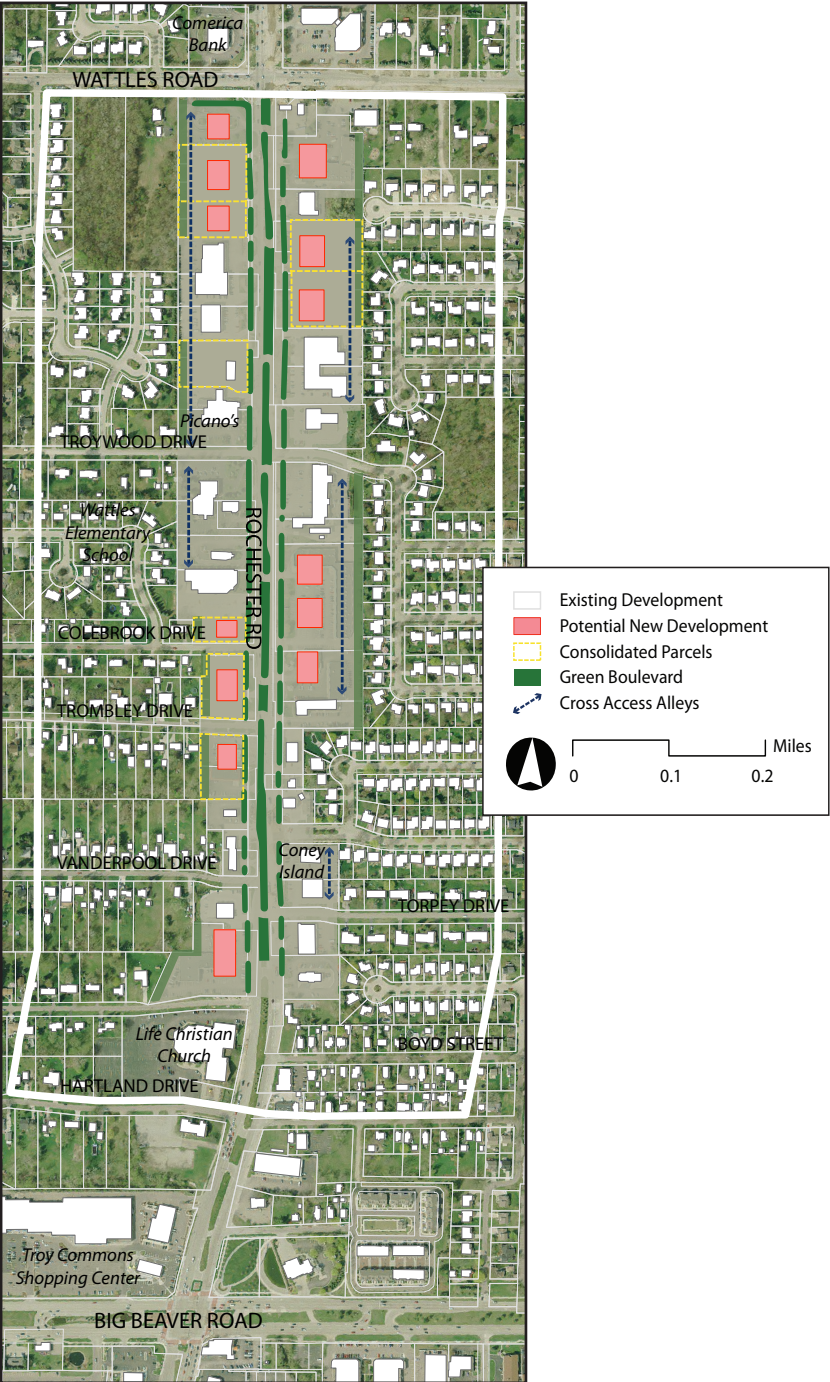 Comerica
Bank
WATTLES ROAD
Picano's
TROYWOOD DRIVE
Wattles
Elementary
School
ROCHESTER RD
COLEBROOK DRIVE
TROMBLEY DRIVE
Coney
Island
VANDERPOOL DRIVE
TORPEY DRIVE
Life Christian
Church
BOYD STREET
HARTLAND DRIVE
Troy Commons
Shopping Center
BIG BEAVER ROAD
Existing Development
Potential New Development
Consolidated Parcels
Green Boulevard
Cross Access Alleys
Miles
0
0.1
0.2